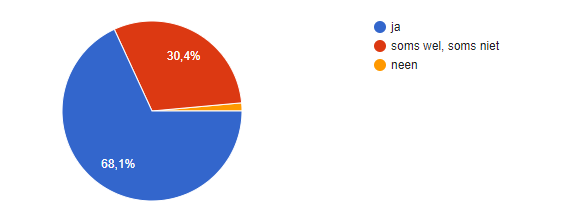 ja
soms wel, soms niet
neen
30,4%
68,1%